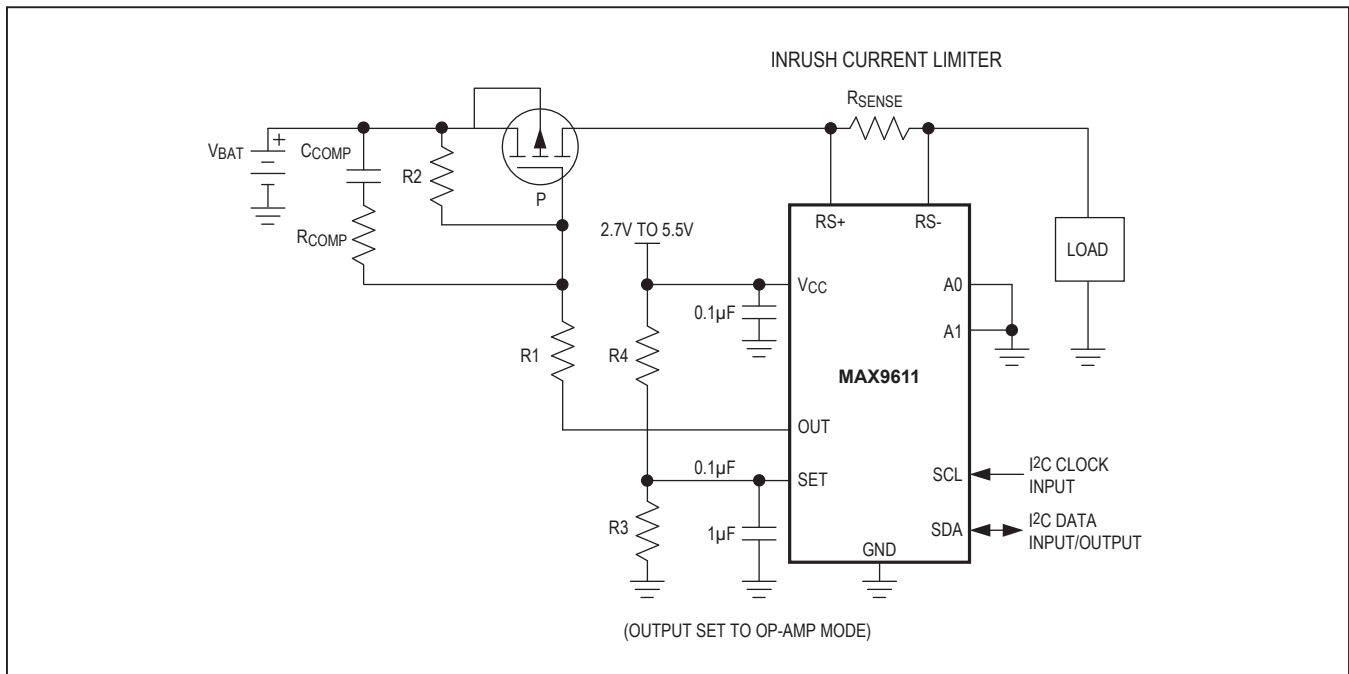 INRUSH CURRENT LIMITER
RSENSE
VBAT
+
CCOMP
R2
P
RCOMP
2.7V TO 5.5V
RS+
RS-
LOAD
VCC
A0
0.1µF
A1
R1
R4
MAX9611
OUT
0.1µF
SET
SCL
I²C CLOCK
INPUT
R3
1µF
SDA
I²C DATA
INPUT/OUTPUT
GND
(OUTPUT SET TO OP-AMP MODE)